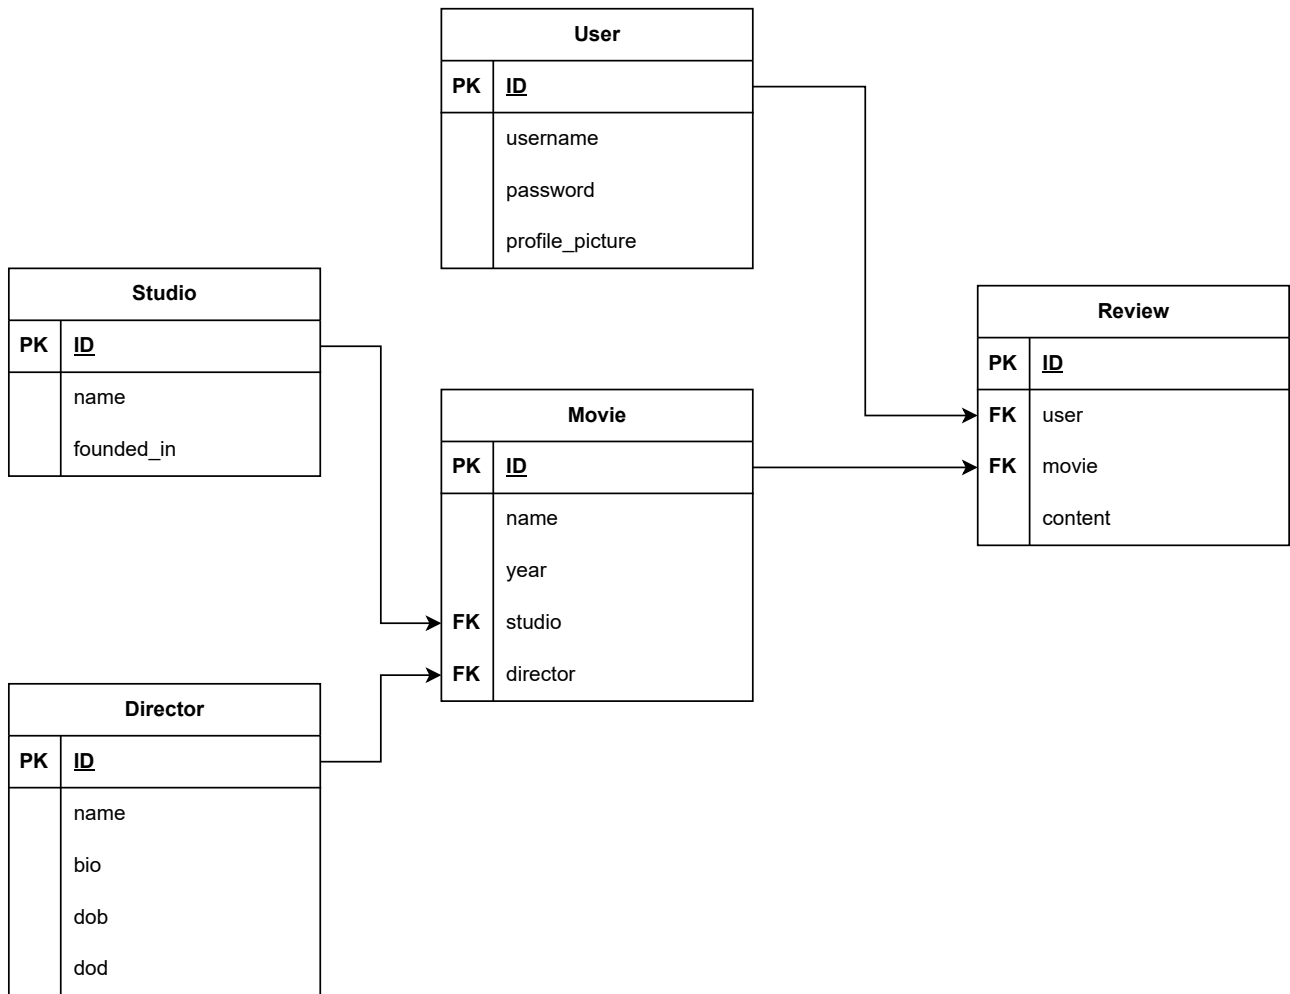 User
PK ID
username
password
profile_picture
Studio
PK ID
name
founded_in
Movie
PK ID
name
year
FK studio
FK director
Review
PK ID
FK user
FK movie
content
Director
PK ID
name
bio
dob
dod